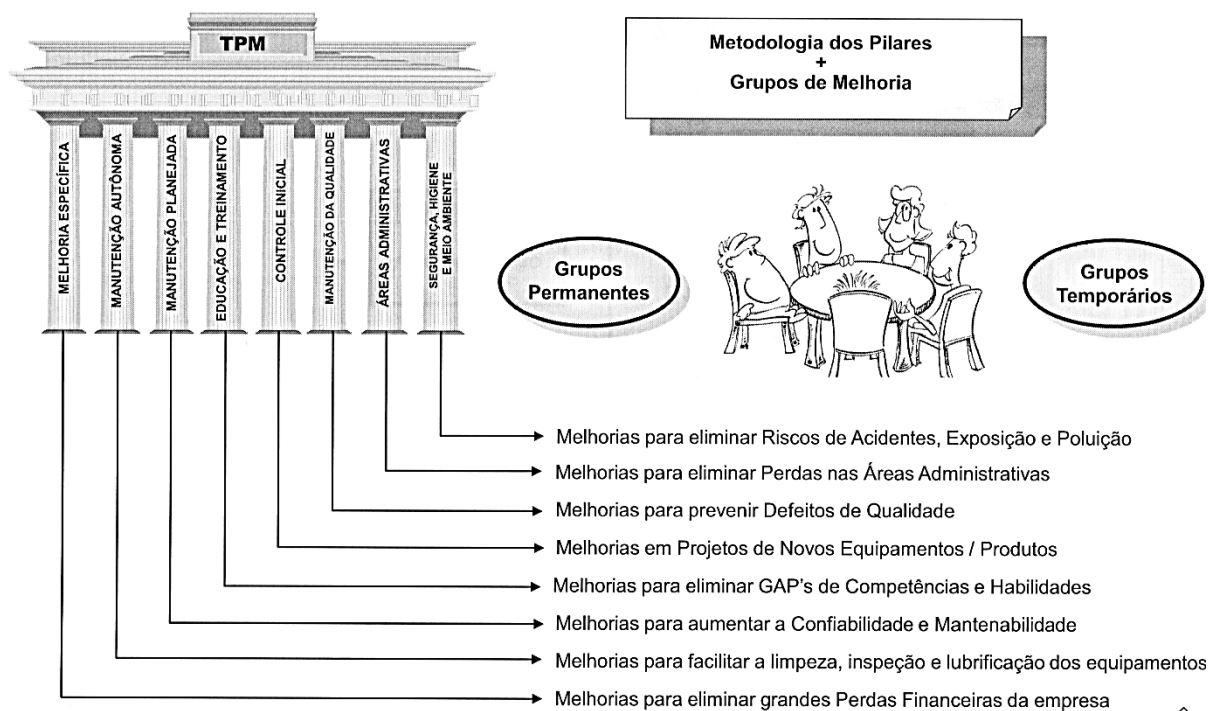 TPM
Metodologia dos Pilares
+
Grupos de Melhoria
MELHORIA ESPECÍFICA
MANUTENÇÃO AUTÔNOMA
MANUTENÇÃO PLANEJADA
EDUCAÇÃO E TREINAMENTO
CONTROLE INICIAL
MANUTENÇÃO DA QUALIDADE
ÁREAS ADMINISTRATIVAS
SEGURANÇA, HIGIENE
E MEIO AMBIENTE
Grupos
Permanentes
Grupos
Temporários
Melhorias para eliminar Riscos de Acidentes, Exposição e Poluição
Melhorias para eliminar Perdas nas Áreas Administrativas
Melhorias para prevenir Defeitos de Qualidade
Melhorias em Projetos de Novos Equipamentos / Produtos
Melhorias para eliminar GAP's de Competências e Habilidades
Melhorias para aumentar a Confiabilidade e Mantenabilidade
Melhorias para facilitar a limpeza, inspeção e lubrificação dos equipamentos
Melhorias para eliminar grandes Perdas Financeiras da empresa